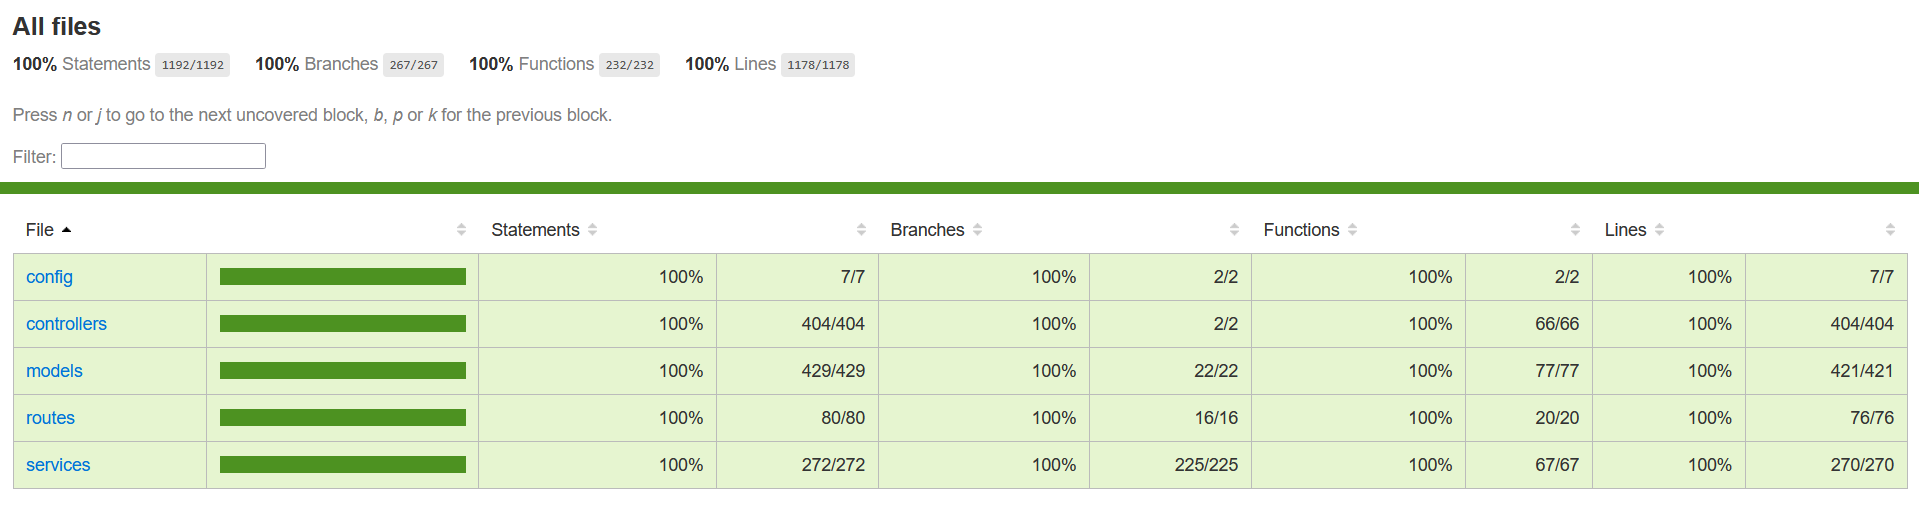 All files
100% Statements 1192/1192 100% Branches 267/267 100% Functions 232/232 100% Lines 1178/1178
Press n or j to go to the next uncovered block, b, p or k for the previous block.
Filter:
File Statements Branches Functions Lines
config 100% 7/7 100% 2/2 100% 2/2 100% 7/7
controllers 100% 404/404 100% 2/2 100% 66/66 100% 404/404
models 100% 429/429 100% 22/22 100% 77/77 100% 421/421
routes 100% 80/80 100% 16/16 100% 20/20 100% 76/76
services 100% 272/272 100% 225/225 100% 67/67 100% 270/270